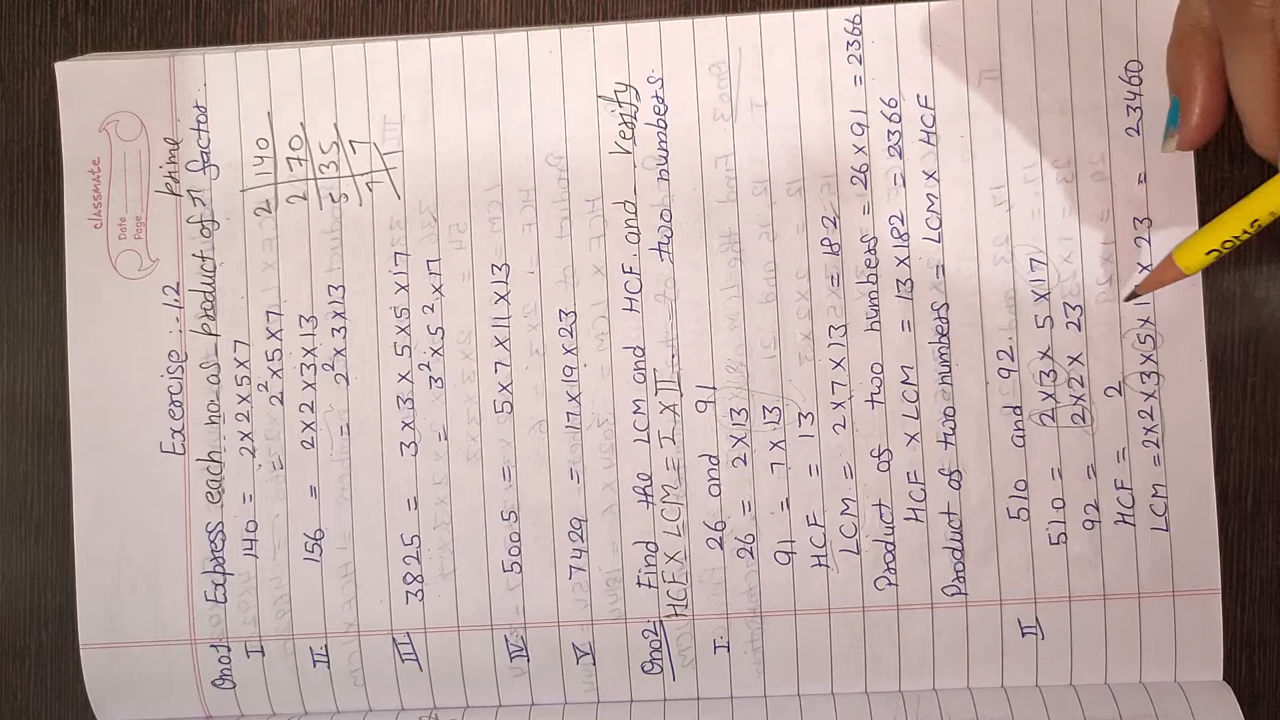 classmate
Date
Page
Exercise : 1.2
Qno1. Express each no as product of prime factor.
I. 140 = 2 x 2 x 5 x 7
2² x 5 x 7
2 | 140
2 | 70
5 | 35
7 | 7
1
II. 156 = 2 x 2 x 3 x 13
= 2² x 3 x 13
III. 3825 = 3 x 3 x 5 x 5 x 17
= 3² x 5² x 17
IV. 5005 = 5 x 7 x 11 x 13
V 7429 = 17 x 19 x 23
Qno2 Find the LCM and HCF and verify
HCF x LCM = I x II two numbers.
I. 26 and 91
26 = 2 x 13
91 = 7 x 13
HCF = 13
LCM = 2 x 7 x 13 = 182
Product of two numbers = 26 x 91 = 2366
HCF x LCM = 13 x 182 = 2366
Product of two numbers = LCM x HCF
II 510 and 92.
510 = 2 x 3 x 5 x 17
92 = 2 x 2 x 23
HCF = 2
LCM = 2 x 2 x 3 x 5 x 1 x 23 = 23460
DOMS